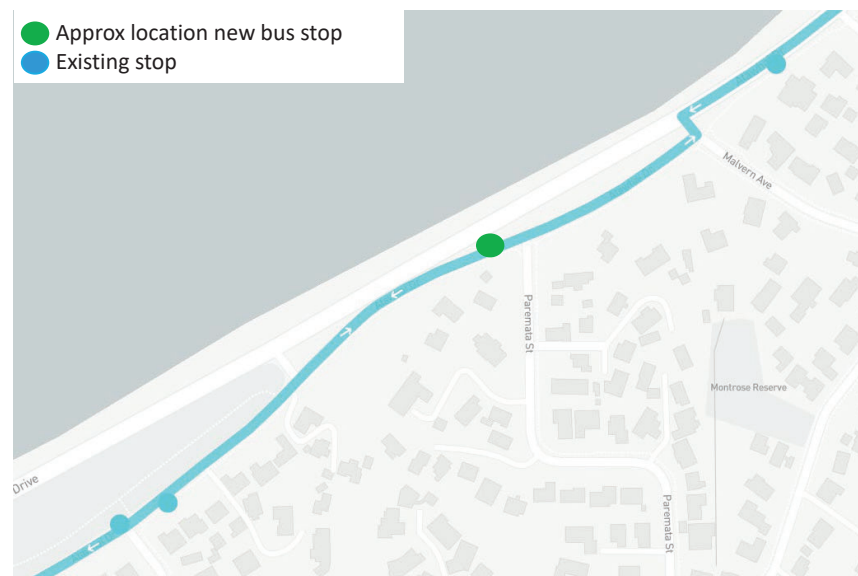 Approx location new bus stop
Existing stop
Malvern Ave
Paremata St
Montrose Reserve
Drive
Paremata St